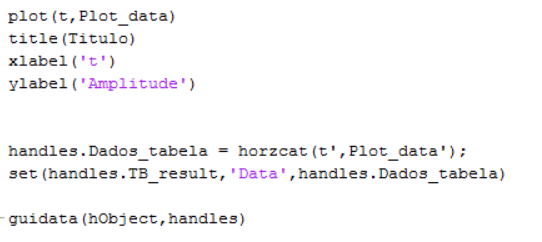 plot(t,Plot_data)
title(Titulo)
xlabel('t')
ylabel('Amplitude')
handles.Dados_tabela = horzcat(t',Plot_data');
set(handles.TB_result,'Data',handles.Dados_tabela)
guidata(hObject,handles)